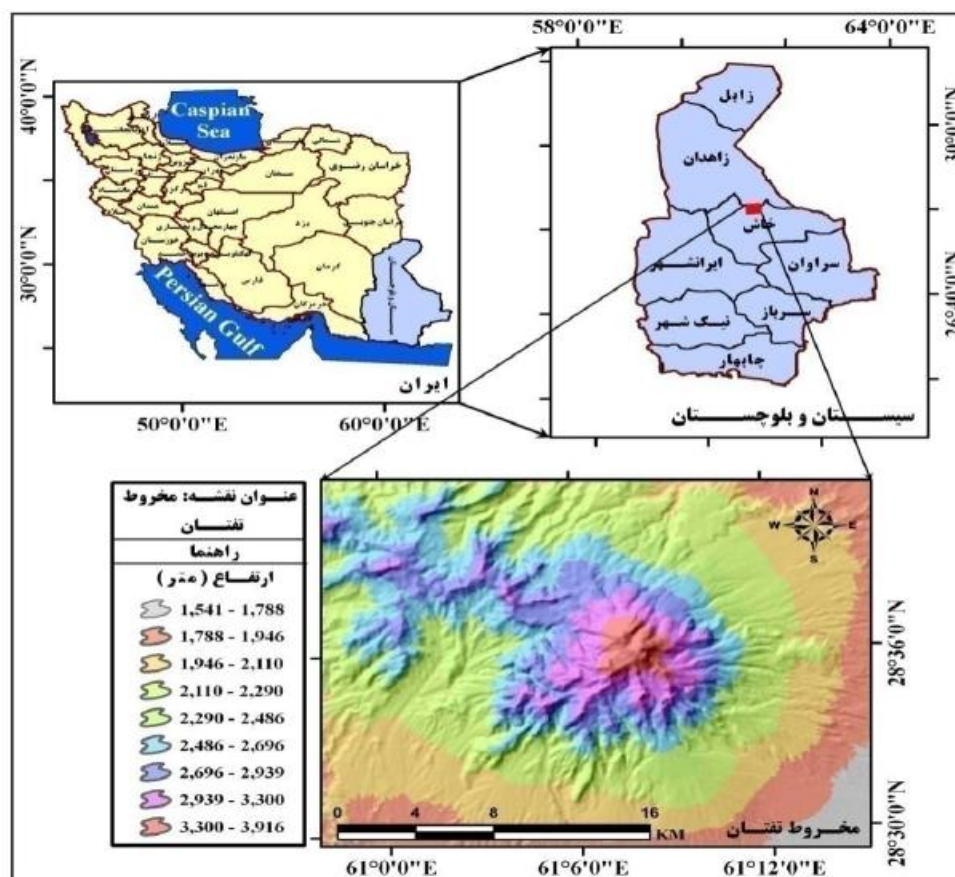 58°0'0"E
64°0'0"E
40°0'0"N
30°0'0"N
Caspian
Sea
سمنان
خراسان رضوی
اصفهان
یزد
خوزستان
فارس
کرمان
هرمزگان
Persian Gulf
ایران
50°0'0"E
60°0'0"E
زابل
زاهدان
خاش
ایرانشهر
سراوان
سرباز
نیک شهر
چابهار
سیستان و بلوچستان
عنوان نقشه: مخروط
تفتان
راهنما
ارتفاع (متر)
1,541 - 1,788
1,788 - 1,946
1,946 - 2,110
2,110 - 2,290
2,290 - 2,486
2,486 - 2,696
2,696 - 2,939
2,939 - 3,300
3,300 - 3,916
N
W
E
S
28°36'0"N
28°30'0"N
0
4
8
16
KM
مخروط تفتان
61°0'0"E
61°6'0"E
61°12'0"E